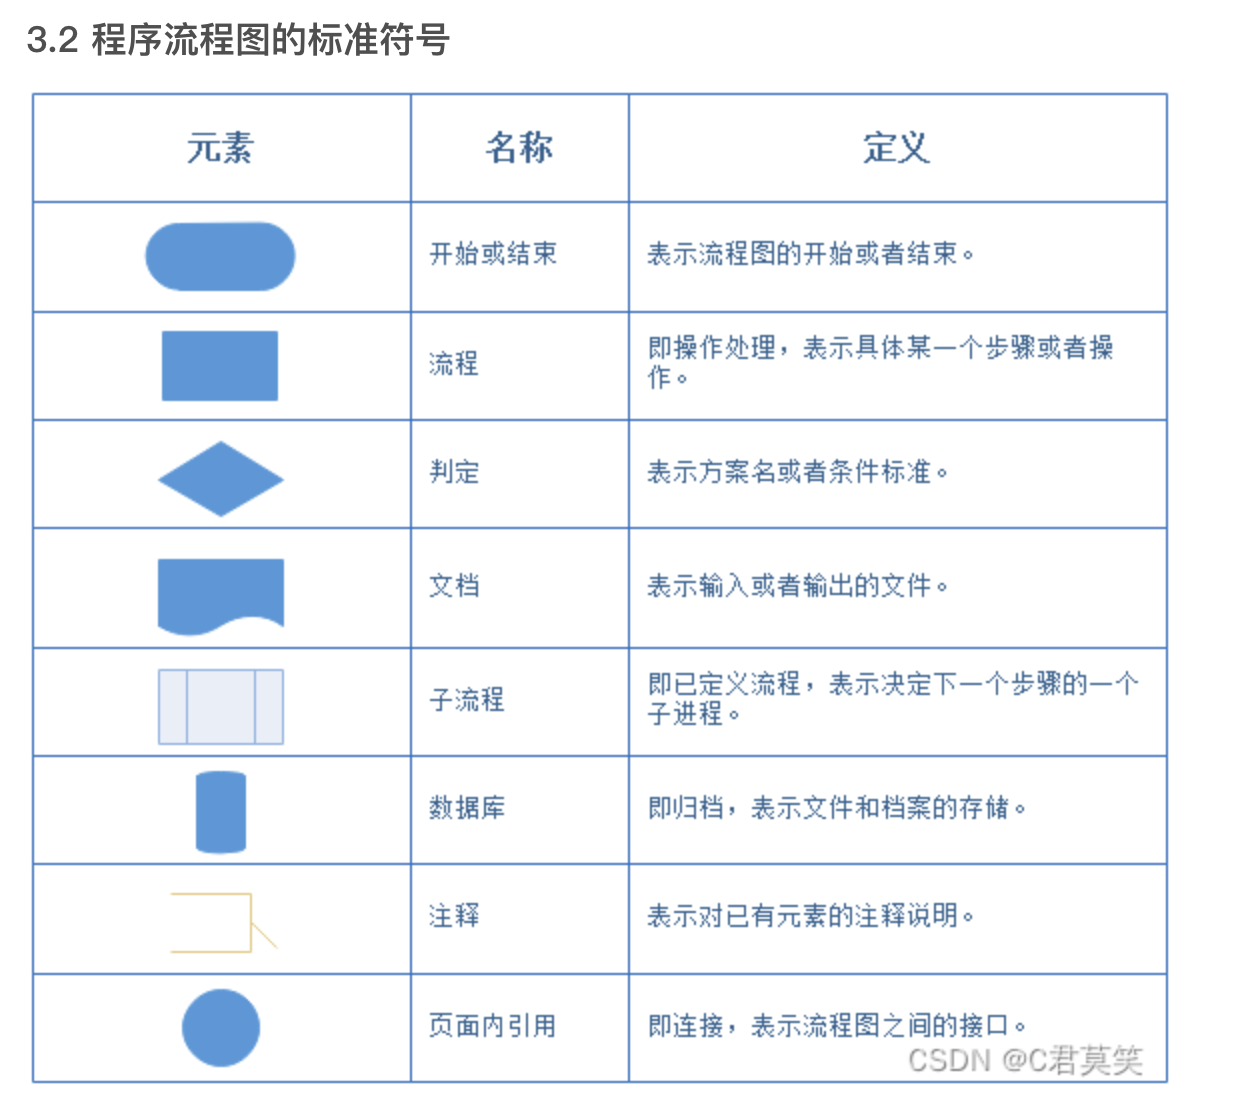 3.2 程序流程图的标准符号
元素 名称 定义
开始或结束 表示流程图的开始或者结束。
流程 即操作处理，表示具体某一个步骤或者操
作。
判定 表示方案名或者条件标准。
文档 表示输入或者输出的文件。
子流程 即已定义流程，表示决定下一个步骤的一个
子进程。
数据库 即归档，表示文件和档案的存储。
注释 表示对已有元素的注释说明。
页面内引用 即连接，表示流程图之间的接口。
CSDN @C君莫笑